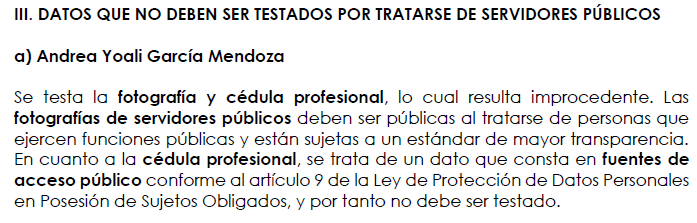 III. DATOS QUE NO DEBEN SER TESTADOS POR TRATARSE DE SERVIDORES PÚBLICOS
a) Andrea Yoali García Mendoza
Se testa la fotografía y cédula profesional, lo cual resulta improcedente. Las
fotografías de servidores públicos deben ser públicas al tratarse de personas que
ejercen funciones públicas y están sujetas a un estándar de mayor transparencia.
En cuanto a la cédula profesional, se trata de un dato que consta en fuentes de
acceso público conforme al artículo 9 de la Ley de Protección de Datos Personales
en Posesión de Sujetos Obligados, y por tanto no debe ser testado.